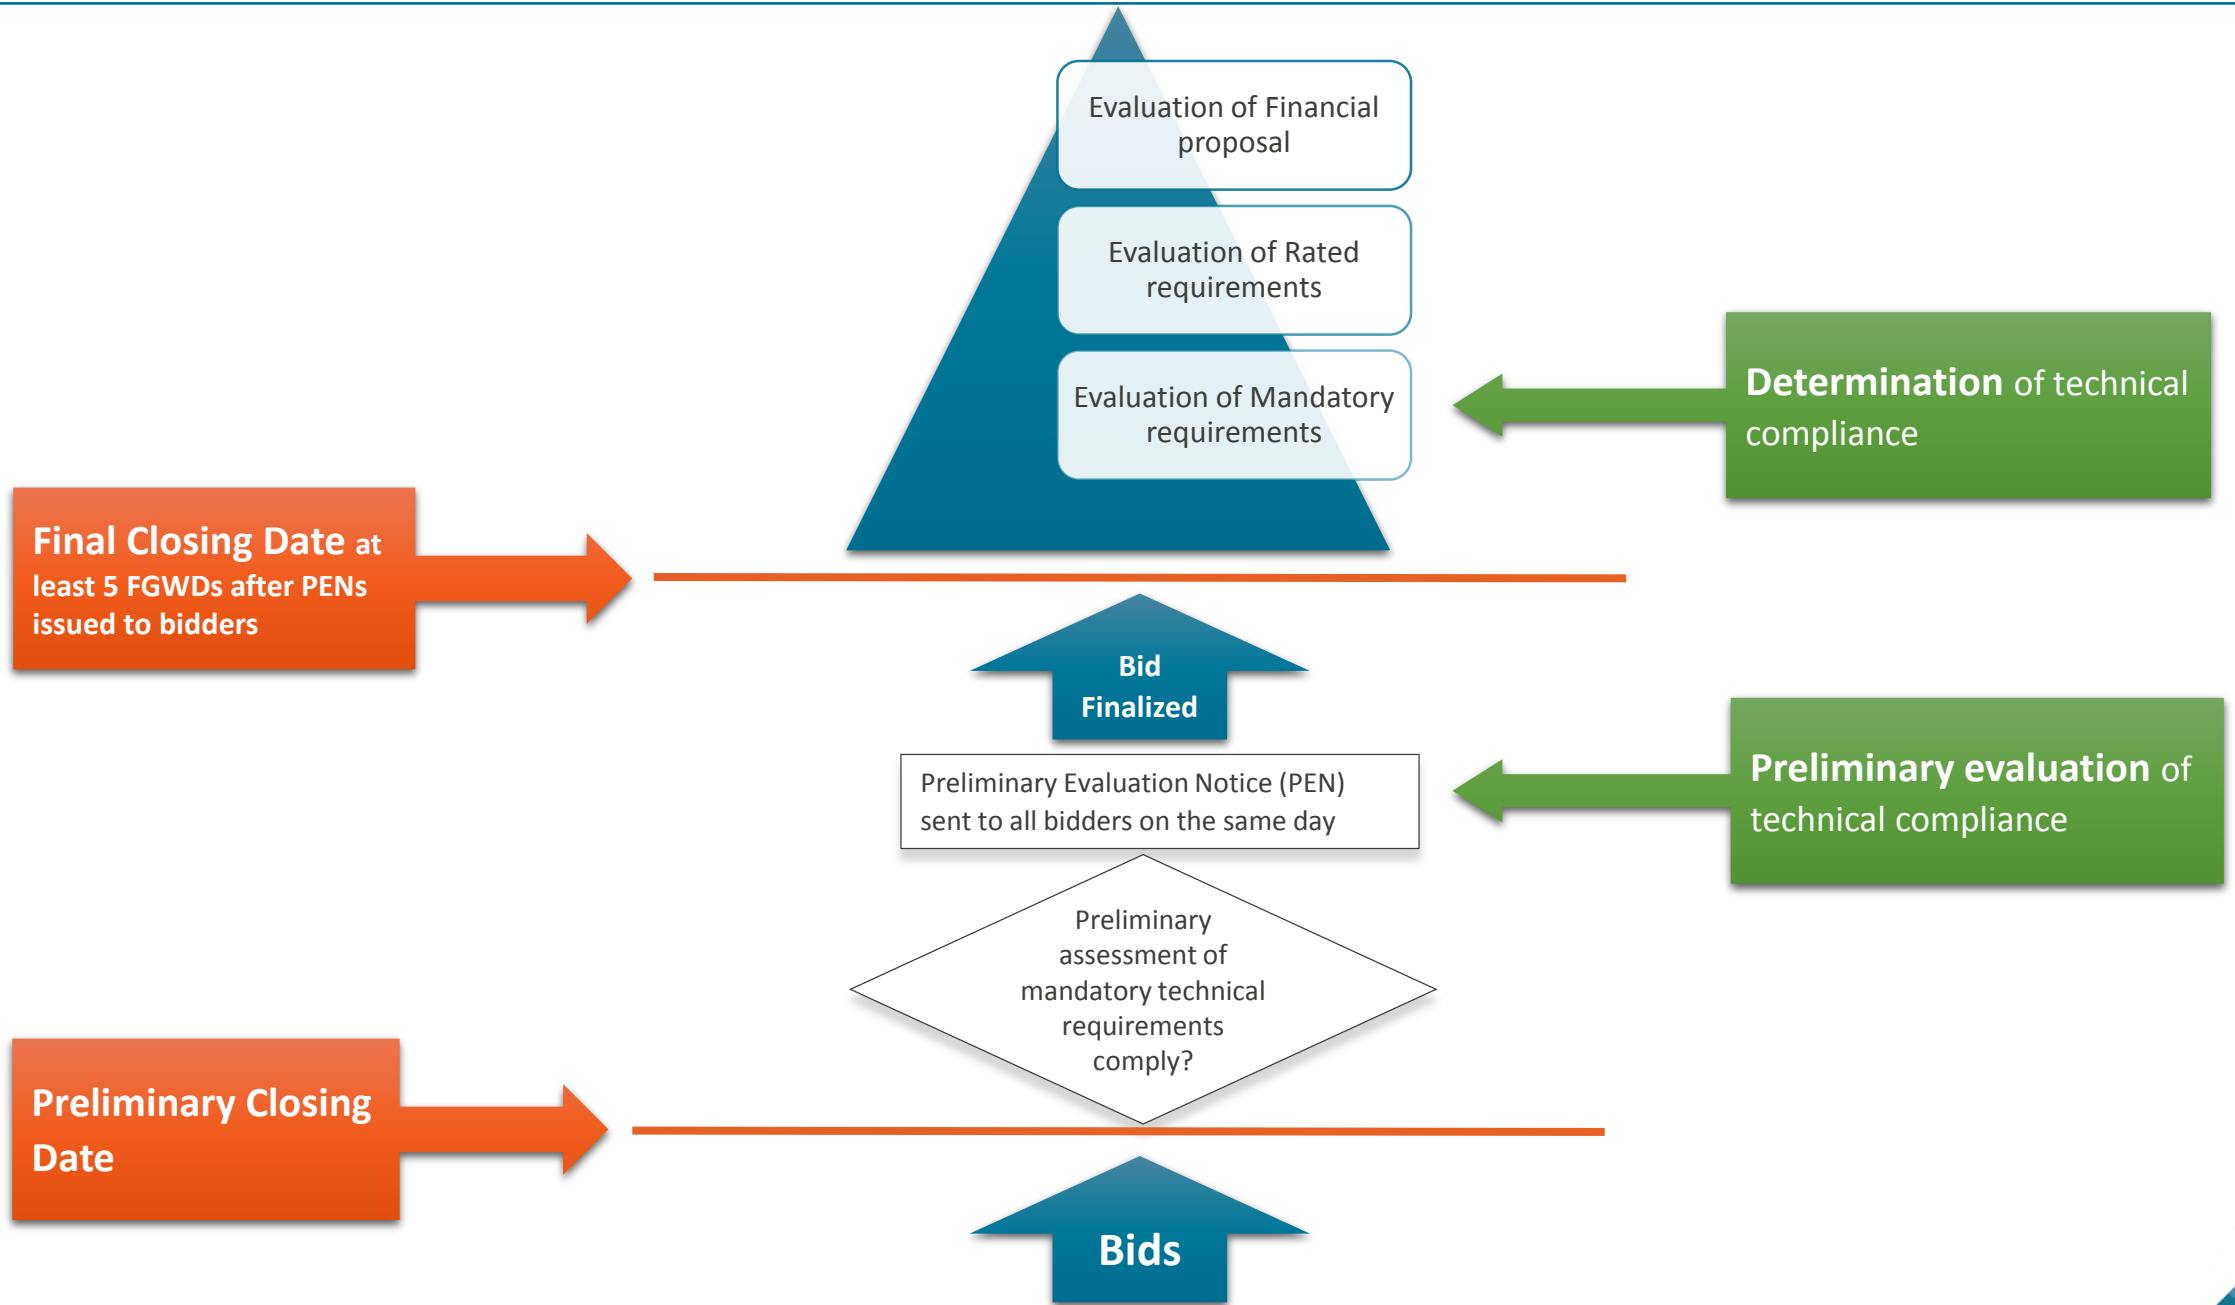 Evaluation of Financial
proposal
Evaluation of Rated
requirements
Evaluation of Mandatory
requirements
Determination of technical
compliance
Final Closing Date at
least 5 FGWDs after PENs
issued to bidders
Bid
Finalized
Preliminary Evaluation Notice (PEN)
sent to all bidders on the same day
Preliminary evaluation of
technical compliance
Preliminary
assessment of
mandatory technical
requirements
comply?
Preliminary Closing
Date
Bids